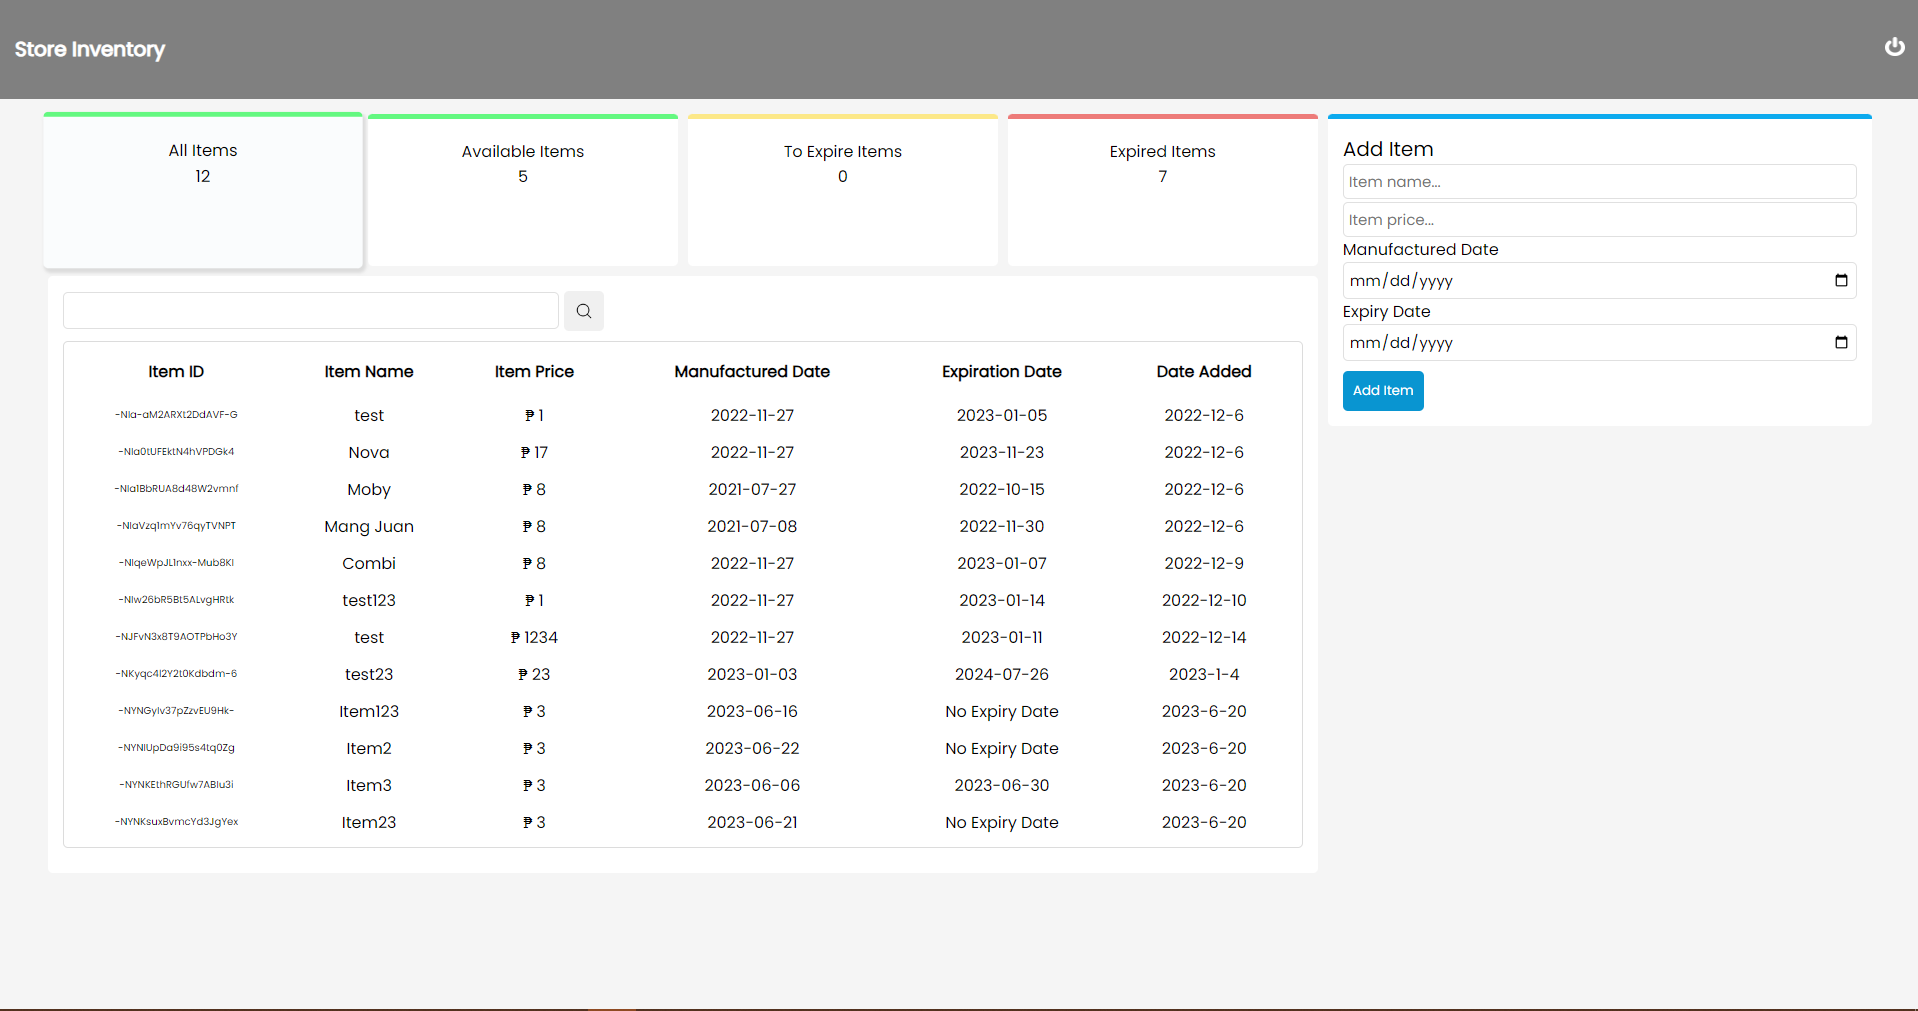 Store Inventory
All Items
12
Available Items
5
To Expire Items
0
Expired Items
7
Add Item
Item name...
Item price...
Manufactured Date
mm/dd/yyyy
Expiry Date
mm/dd/yyyy
Add Item
Item ID Item Name Item Price Manufactured Date Expiration Date Date Added
-NIa-aM2ARXt2DdAVF-G test ₱ 1 2022-11-27 2023-01-05 2022-12-6
-NIa0tUFEktN4hVPDGk4 Nova ₱ 17 2022-11-27 2023-11-23 2022-12-6
-NIa1BbRUA8d48W2vmnf Moby ₱ 8 2021-07-27 2022-10-15 2022-12-6
-NIaVzq1mYv76qyTVNPT Mang Juan ₱ 8 2021-07-08 2022-11-30 2022-12-6
-NIqeWpJL1nxx-Mub8KI Combi ₱ 8 2022-11-27 2023-01-07 2022-12-9
-NIw26bR5Bt5ALvgHRtk test123 ₱ 1 2022-11-27 2023-01-14 2022-12-10
-NJFvN3x8T9AOTPbHo3Y test ₱ 1234 2022-11-27 2023-01-11 2022-12-14
-NKyqc4I2Y2t0Kdbdm-6 test23 ₱ 23 2023-01-03 2024-07-26 2023-1-4
-NYNGyIv37pZzvEU9Hk- Item123 ₱ 3 2023-06-16 No Expiry Date 2023-6-20
-NYNIUpDa9i95s4tq0Zg Item2 ₱ 3 2023-06-22 No Expiry Date 2023-6-20
-NYNKEthRGUfw7ABIu3i Item3 ₱ 3 2023-06-06 2023-06-30 2023-6-20
-NYNKsuxBvmcYd3JgYex Item23 ₱ 3 2023-06-21 No Expiry Date 2023-6-20